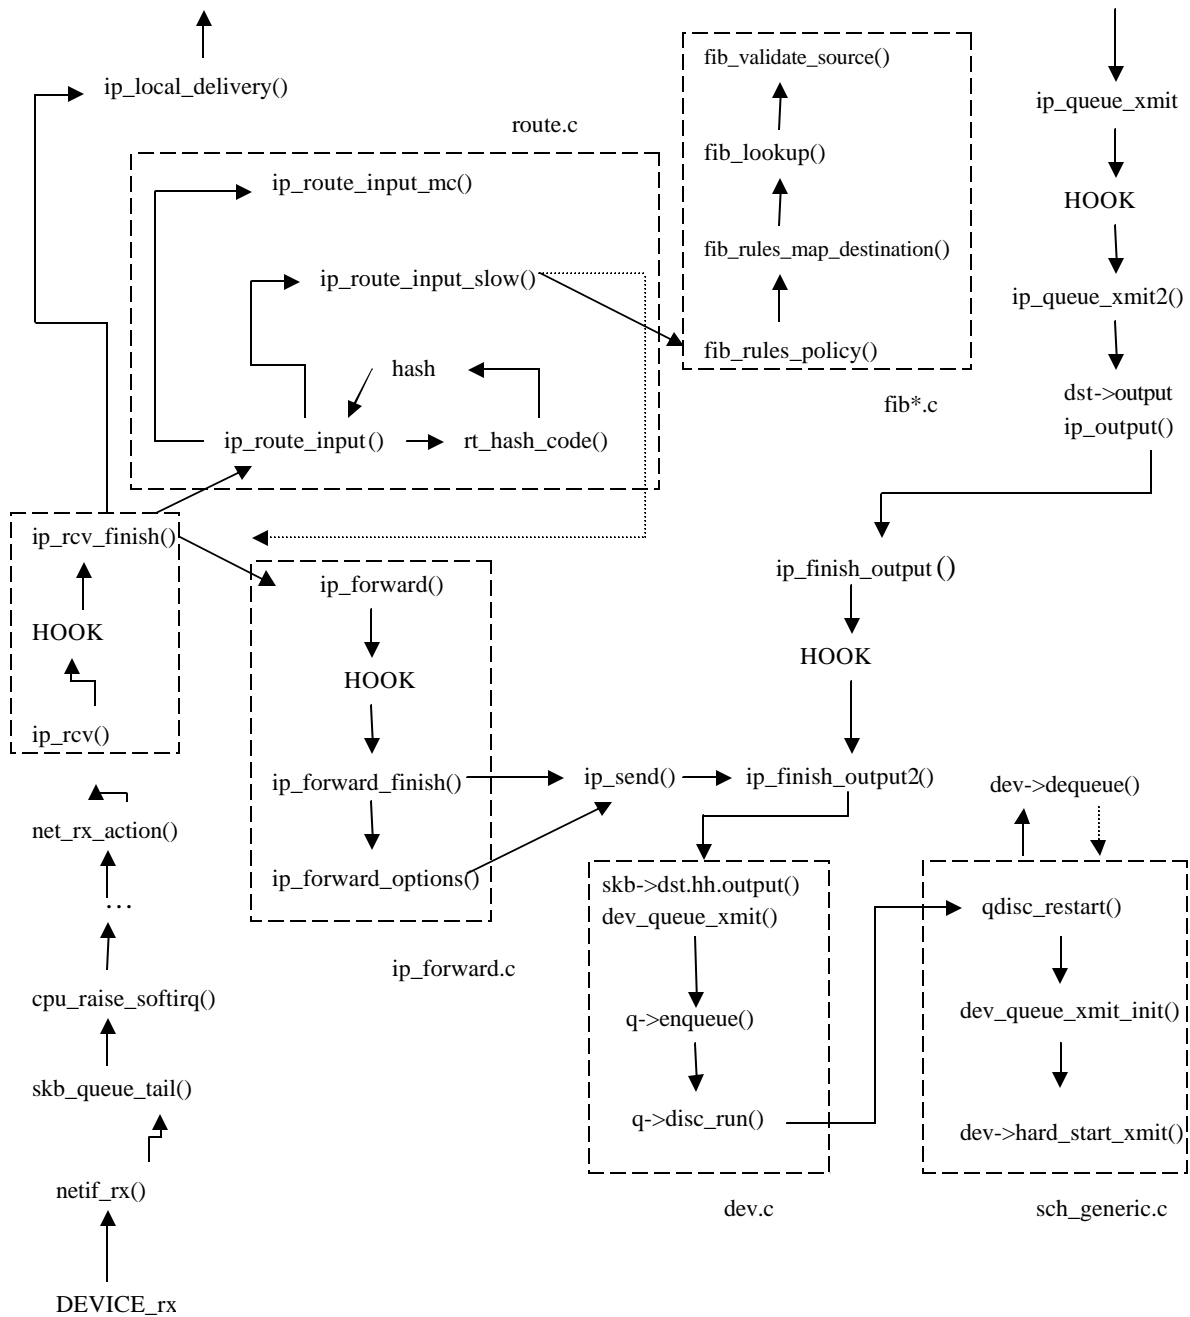 ip_local_delivery()
route.c
ip_route_input_mc()
ip_route_input_slow()
hash
ip_route_input()
rt_hash_code()
fib_validate_source()
fib_lookup()
fib_rules_map_destination()
fib_rules_policy()
fib*.c
ip_queue_xmit
HOOK
ip_queue_xmit2()
dst->output
ip_output()
ip_rcv_finish()
HOOK
ip_rcv()
net_rx_action()
...
cpu_raise_softirq()
skb_queue_tail()
netif_rx()
DEVICE_rx
ip_forward()
HOOK
ip_forward_finish()
ip_forward_options()
ip_forward.c
ip_send()
ip_finish_output()
HOOK
ip_finish_output2()
skb->dst.hh.output()
dev_queue_xmit()
q->enqueue()
q->disc_run()
dev.c
dev->dequeue()
qdisc_restart()
dev_queue_xmit_init()
dev->hard_start_xmit()
sch_generic.c